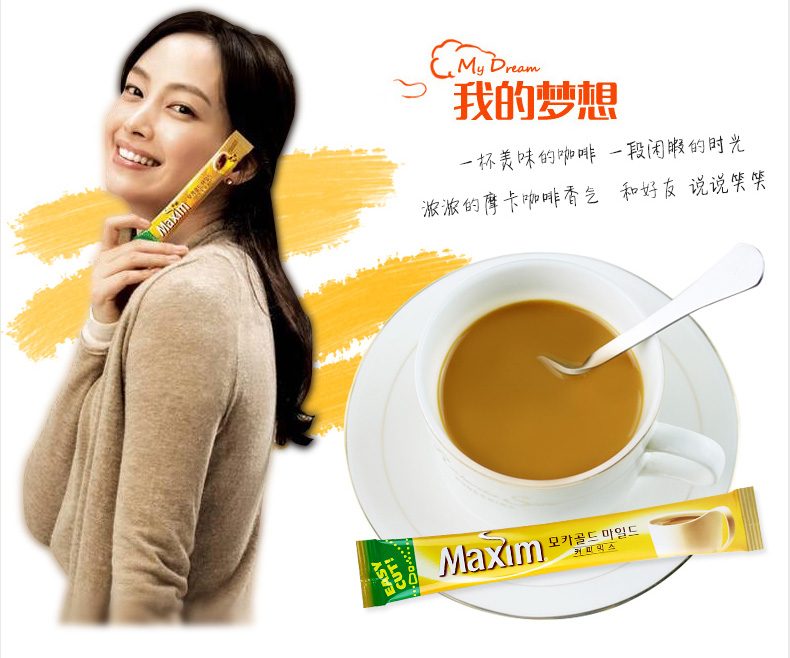 My Dream
我的梦想
一杯美味的咖啡 一段闲暇的时光
浓浓的摩卡咖啡香气 和好友 说说笑笑
Maxim
EASY CUT!
Maxim 모카골드 마일드
커피믹스